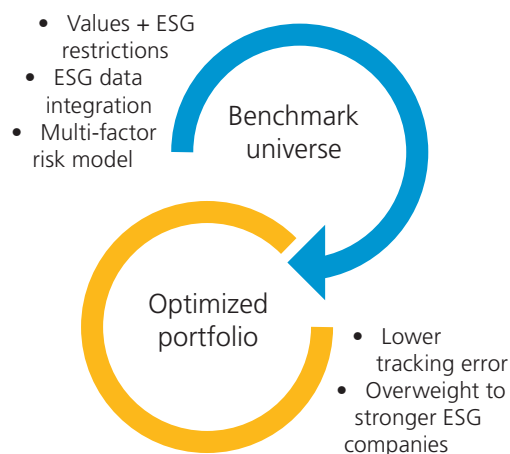 • Values + ESG
restrictions
• ESG data
integration
• Multi-factor
risk model
Benchmark
universe
Optimized
portfolio
• Lower
tracking error
• Overweight to
stronger ESG
companies